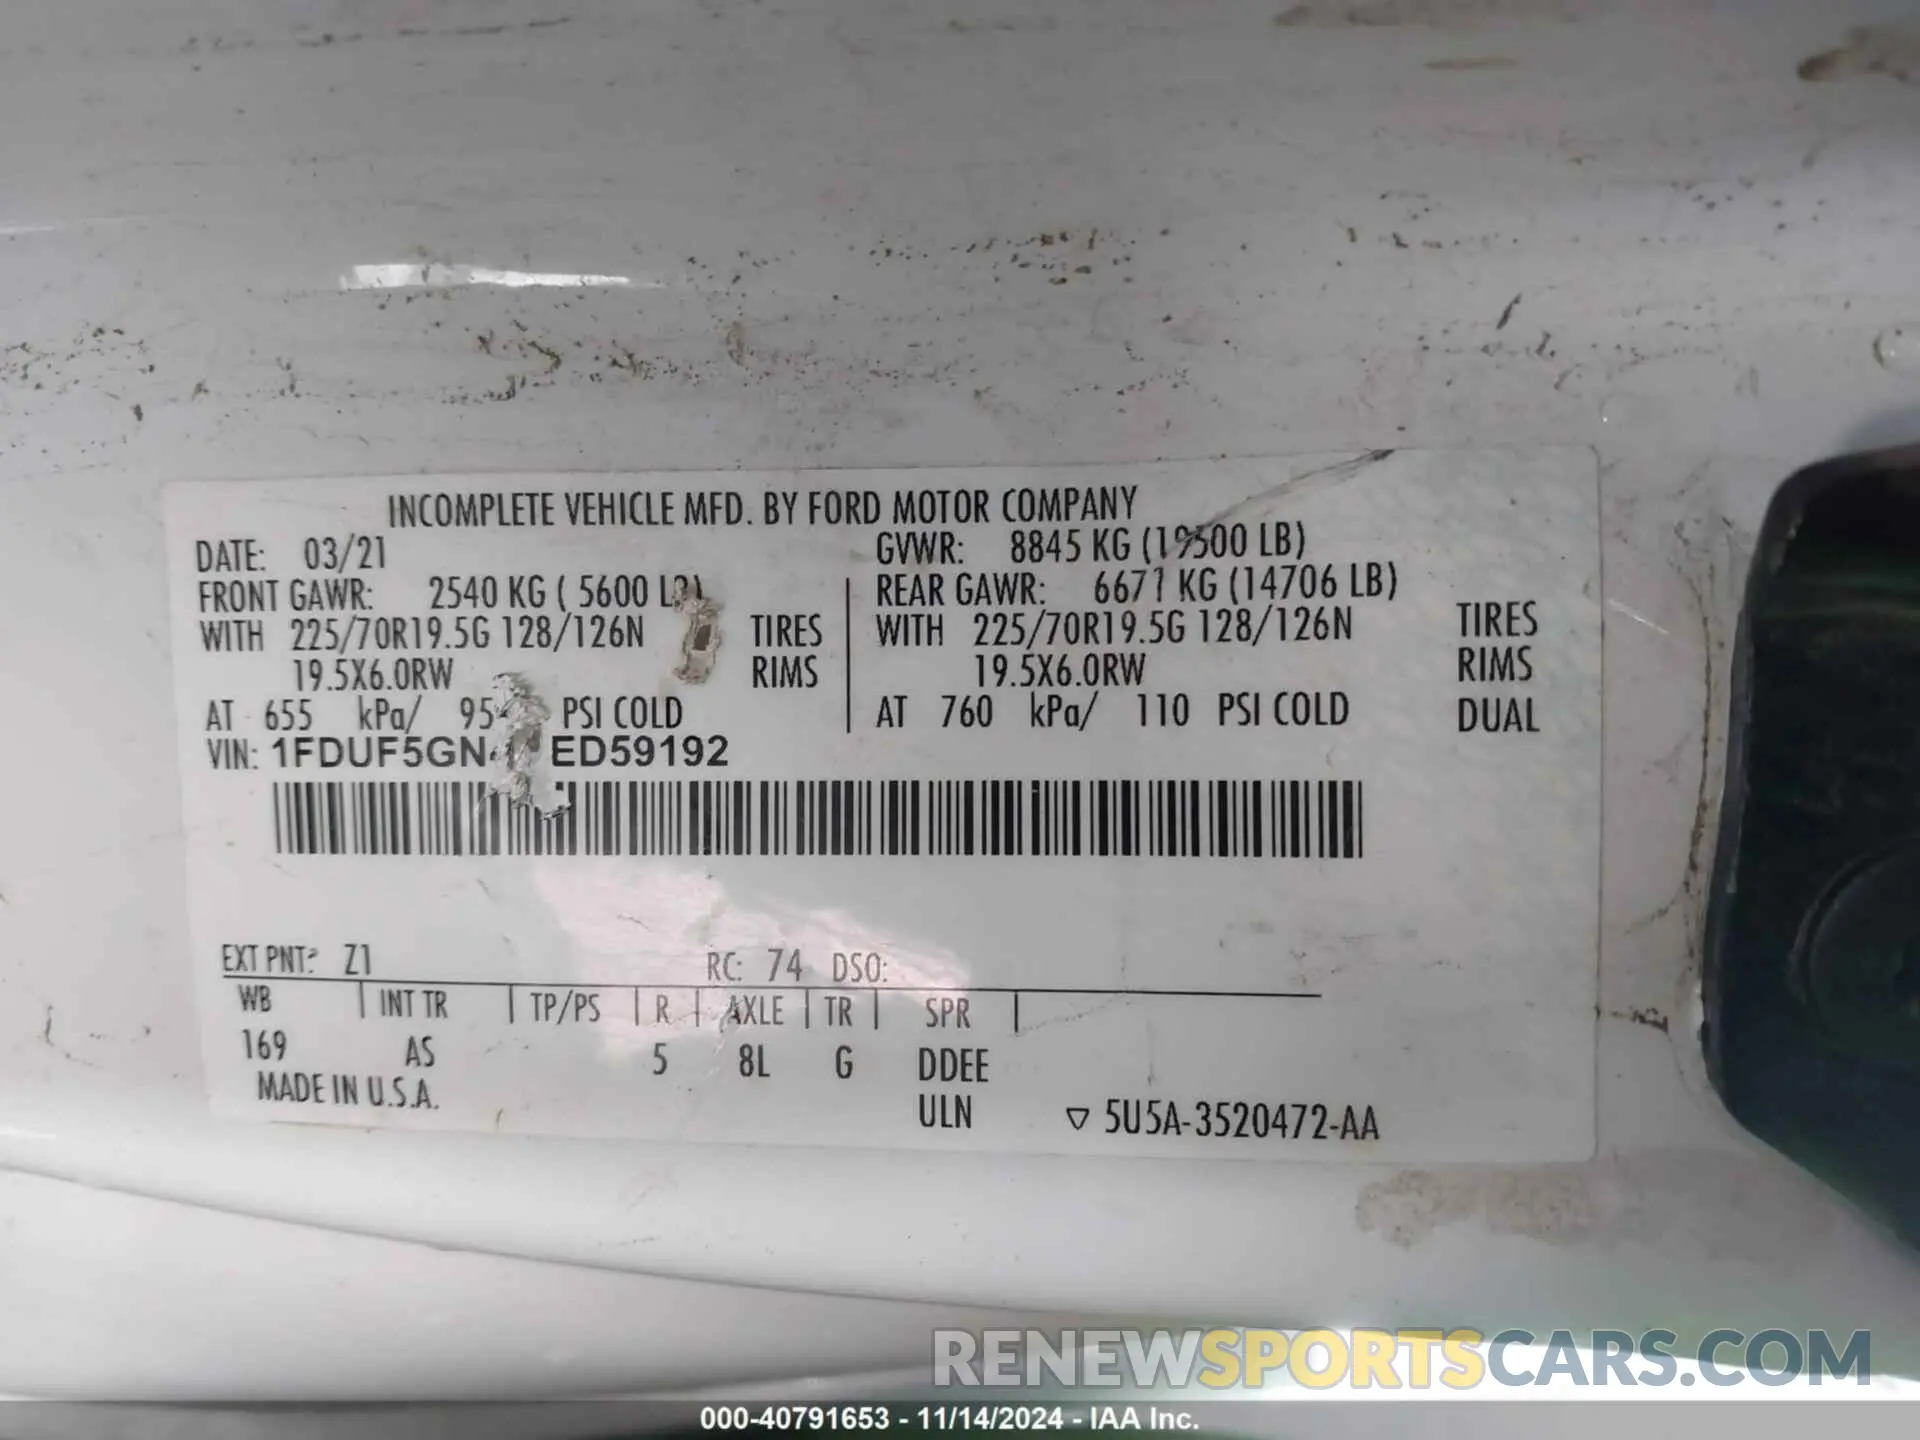 INCOMPLETE VEHICLE MFD. BY FORD MOTOR COMPANY
DATE: 03/21 GVWR: 8845 KG (19500 LB)
FRONT GAWR: 2540 KG ( 5600 LB) REAR GAWR: 6671 KG (14706 LB)
WITH 225/70R19.5G 128/126N TIRES WITH 225/70R19.5G 128/126N TIRES
19.5X6.0RW RIMS 19.5X6.0RW RIMS
AT 655 kPa/ 95 PSI COLD AT 760 kPa/ 110 PSI COLD DUAL
VIN: ED59192
EXT PNT: Z1 RC: 74 DSO:
WB INT TR TP/PS R AXLE TR SPR
169 AS 5 8L G DDEE
MADE IN U.S.A. ULN ▽ 5U5A-3520472-AA
RENEWSPORTSCARS.COM
000-40791653 - 11/14/2024 - IAA Inc.